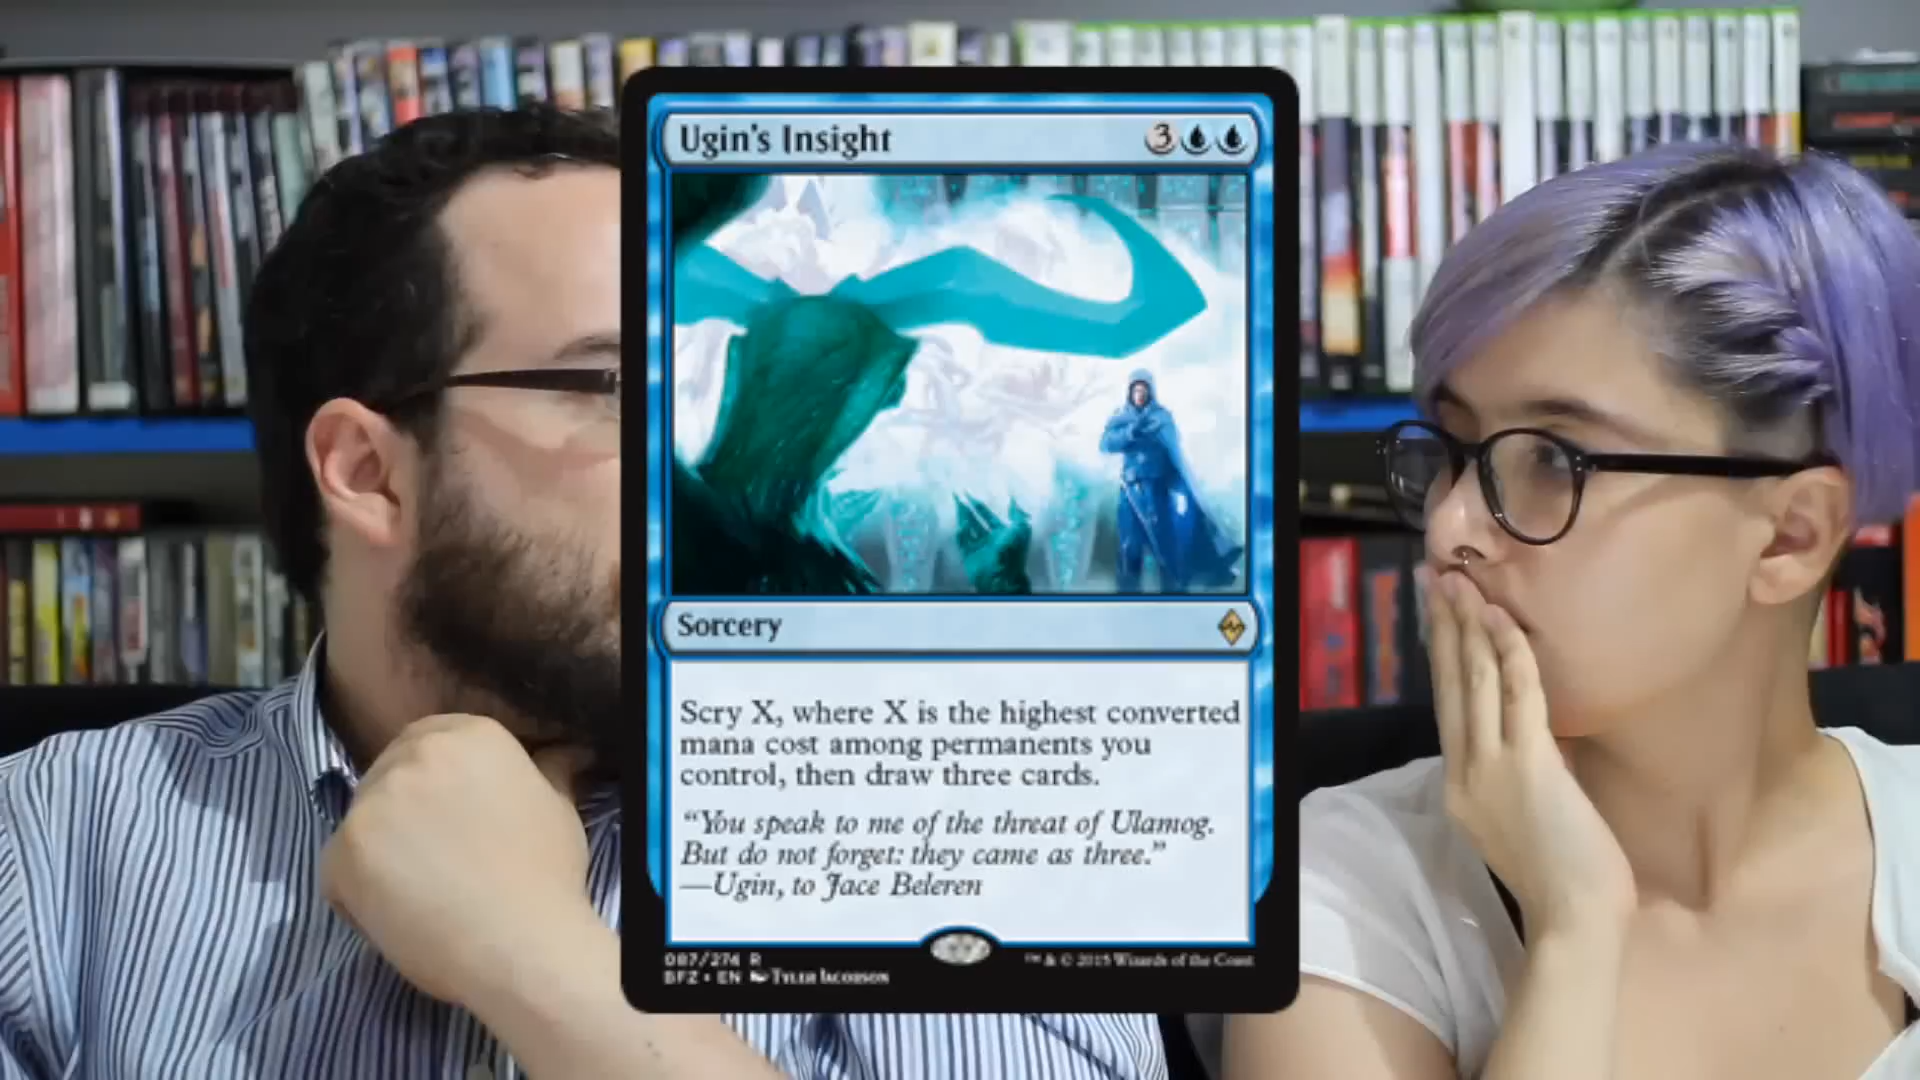 Ugin's Insight 3
Sorcery
Scry X, where X is the highest converted
mana cost among permanents you
control, then draw three cards.
“You speak to me of the threat of Ulamog.
But do not forget: they came as three.”
—Ugin, to Jace Beleren
087/274 R
BFZ • EN Tyler Jacobson
™ & © 2015 Wizards of the Coast